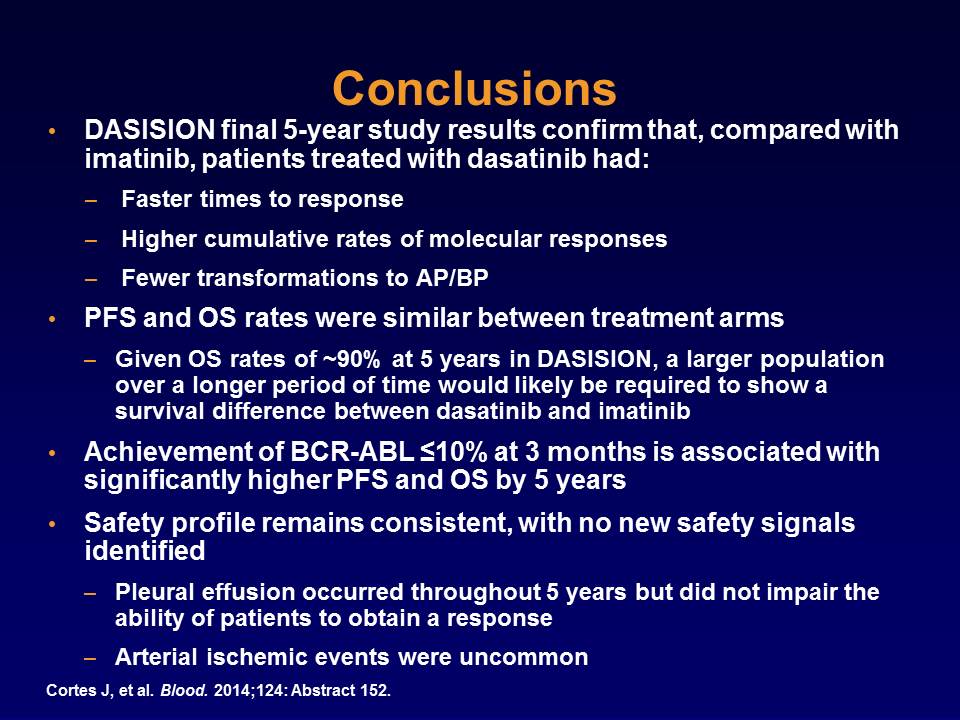 Conclusions
• DASISION final 5-year study results confirm that, compared with
imatinib, patients treated with dasatinib had:
– Faster times to response
– Higher cumulative rates of molecular responses
– Fewer transformations to AP/BP
• PFS and OS rates were similar between treatment arms
– Given OS rates of ~90% at 5 years in DASISION, a larger population
over a longer period of time would likely be required to show a
survival difference between dasatinib and imatinib
• Achievement of BCR-ABL ≤10% at 3 months is associated with
significantly higher PFS and OS by 5 years
• Safety profile remains consistent, with no new safety signals
identified
– Pleural effusion occurred throughout 5 years but did not impair the
ability of patients to obtain a response
– Arterial ischemic events were uncommon
Cortes J, et al. Blood. 2014;124: Abstract 152.